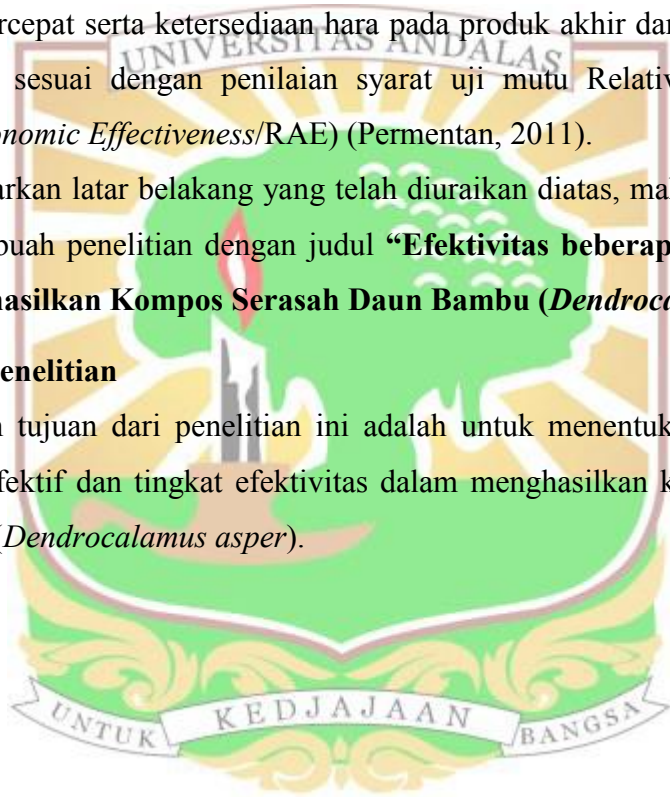 rcepat serta ketersediaan hara pada produk akhir dar
UNIVERSITAS ANDALAS
sesuai dengan penilaian syarat uji mutu Relativ
onomic Effectiveness/RAE) (Permentan, 2011).
arkan latar belakang yang telah diuraikan diatas, mal
buah penelitian dengan judul “Efektivitas beberap
hasilkan Kompos Serasah Daun Bambu (Dendroca
enelitian
n tujuan dari penelitian ini adalah untuk menentuk
fektif dan tingkat efektivitas dalam menghasilkan k
(Dendrocalamus asper).
UNTUK KEDJAJAAN BANGSA